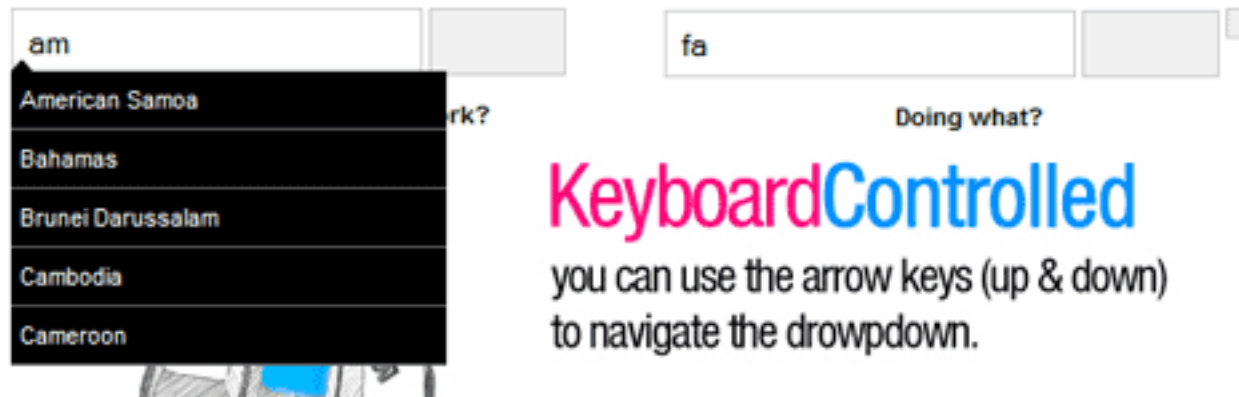 am
fa
American Samoa
rk?
Doing what?
Bahamas
Brunei Darussalam
Cambodia
Cameroon
KeyboardControlled
you can use the arrow keys (up & down)
to navigate the drowpdown.